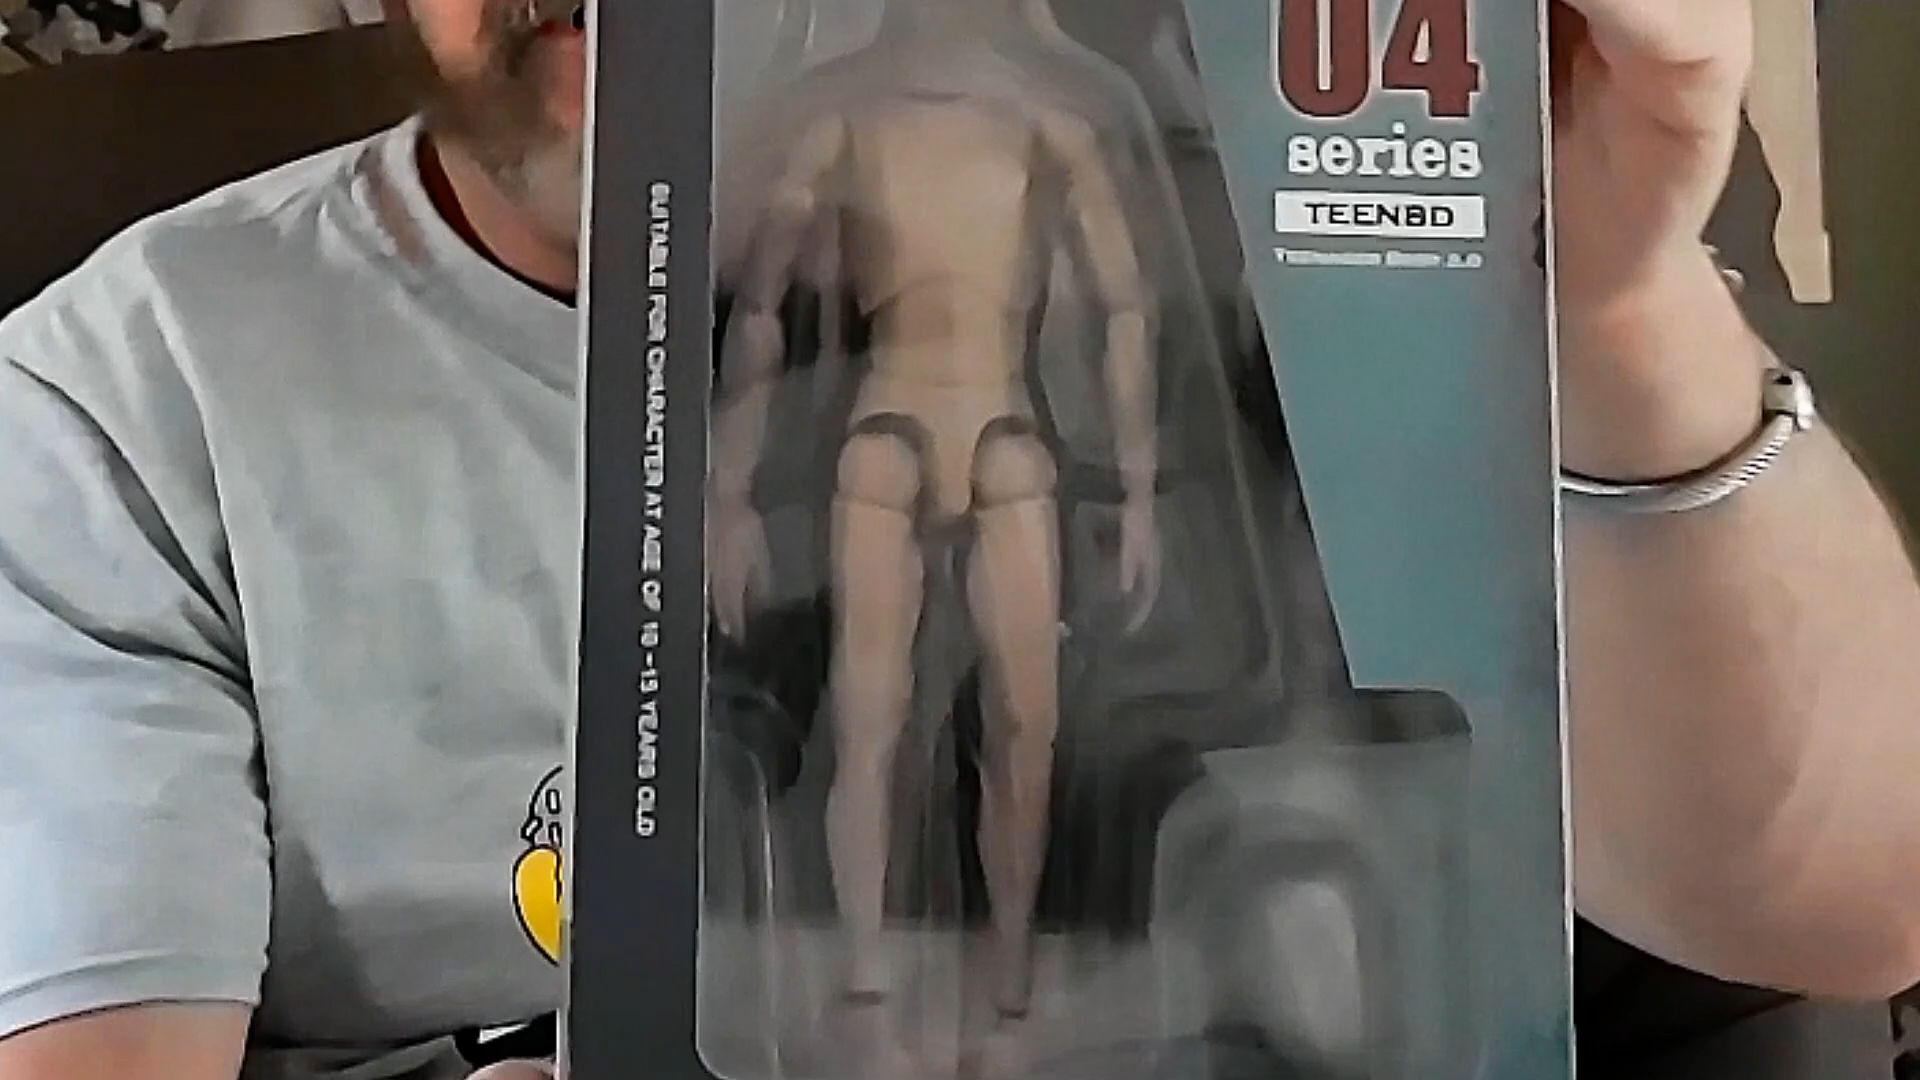 04
series
TEENBD
SUITABLE FOR CHARACTER AT AGE OF
YEARS OLD